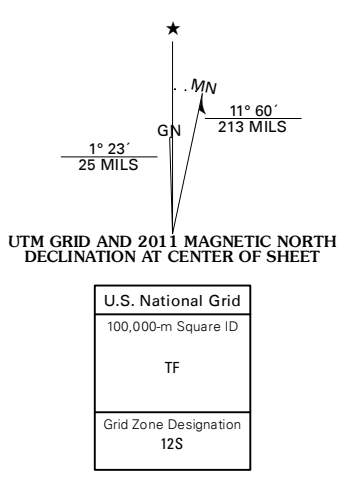 ★
MN
GN
11° 60´
213 MILS
1° 23´
25 MILS
UTM GRID AND 2011 MAGNETIC NORTH
DECLINATION AT CENTER OF SHEET
U.S. National Grid
100,000-m Square ID
TF
Grid Zone Designation
12S